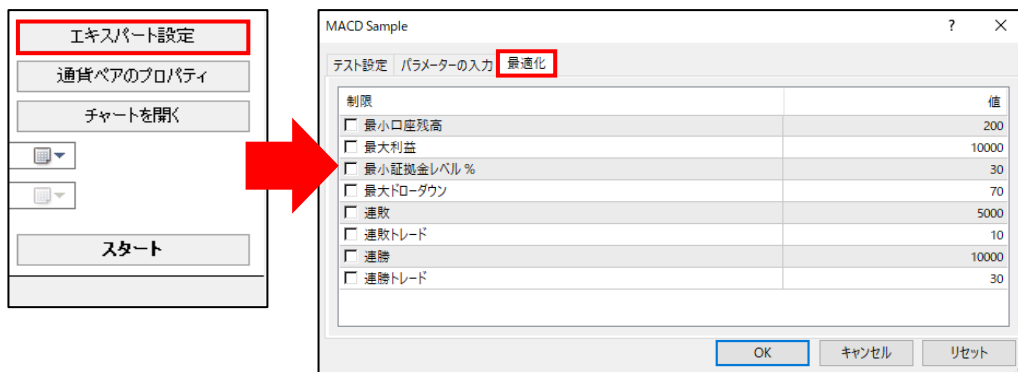 エキスパート設定
通貨ペアのプロパティ
チャートを開く
スタート
MACD Sample
? ×
テスト設定 パラメーターの入力 最適化
制限 値
最小口座残高 200
最大利益 10000
最小証拠金レベル % 30
最大ドローダウン 70
連敗 5000
連敗トレード 10
連勝 10000
連勝トレード 30
OK キャンセル リセット